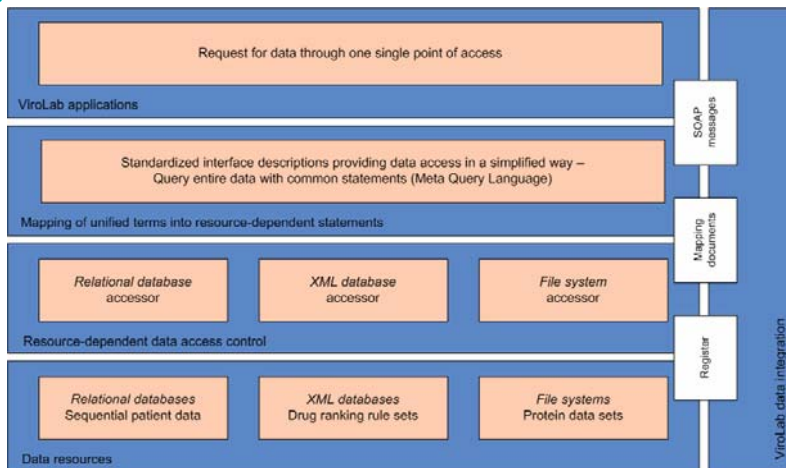 Request for data through one single point of access
ViroLab applications
SOAP
messages
Standardized interface descriptions providing data access in a simplified way –
Query entire data with common statements (Meta Query Language)
Mapping of unified terms into resource-dependent statements
Mapping
documents
Relational database
accessor
XML database
accessor
File system
accessor
Resource-dependent data access control
Register
Relational databases
Sequential patient data
XML databases
Drug ranking rule sets
File systems
Protein data sets
Data resources
ViroLab data integration